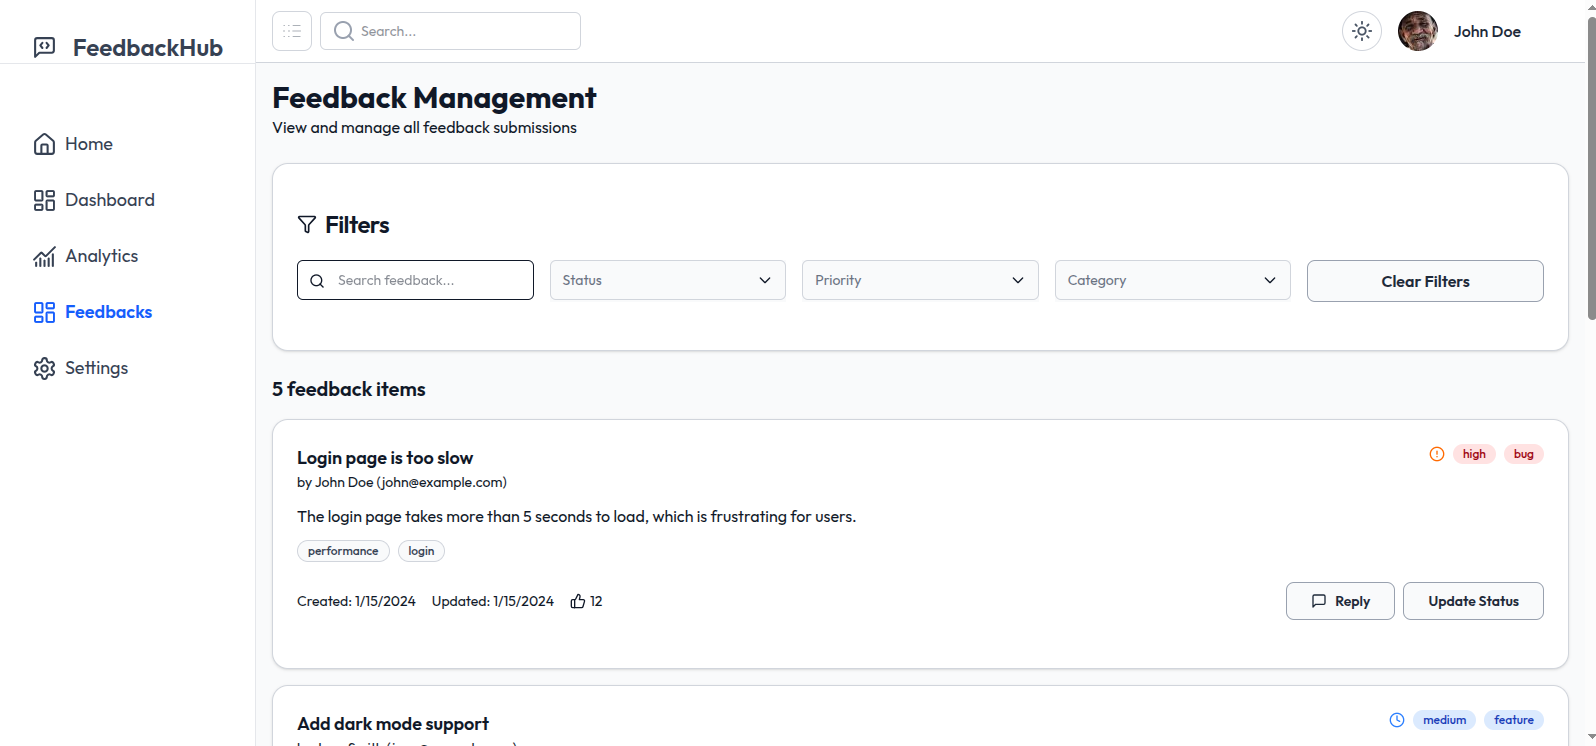 FeedbackHub
Search...
John Doe
Home
Dashboard
Analytics
Feedbacks
Settings
Feedback Management
View and manage all feedback submissions
Filters
Search feedback...
Status
Priority
Category
Clear Filters
5 feedback items
Login page is too slow
high
bug
by John Doe (john@example.com)
The login page takes more than 5 seconds to load, which is frustrating for users.
performance
login
Created: 1/15/2024
Updated: 1/15/2024
12
Reply
Update Status
Add dark mode support
medium
feature